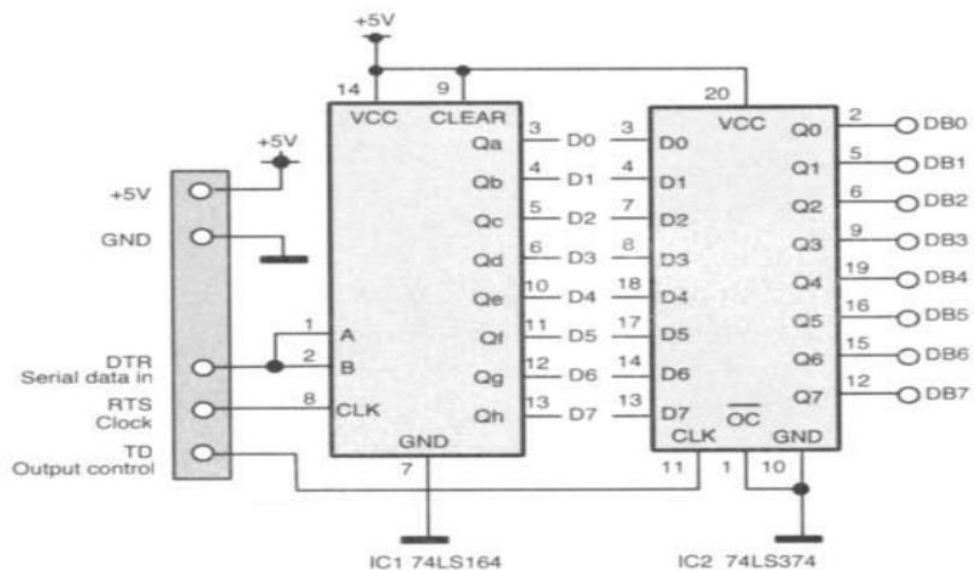 +5V
14 9 20
VCC CLEAR VCC
Qa 3 D0 3 D0 Q0 2 DB0
Qb 4 D1 4 D1 Q1 5 DB1
Qc 5 D2 7 D2 Q2 6 DB2
Qd 6 D3 8 D3 Q3 9 DB3
Qe 10 D4 18 D4 Q4 19 DB4
Qf 11 D5 17 D5 Q5 16 DB5
Qg 12 D6 14 D6 Q6 15 DB6
Qh 13 D7 13 D7 Q7 12 DB7
+5V
+5V
GND
1 A
DTR 2 B
Serial data in
RTS 8 CLK
Clock
TD
Output control
GND
7
OC
CLK GND
11 1 10
IC1 74LS164
IC2 74LS374